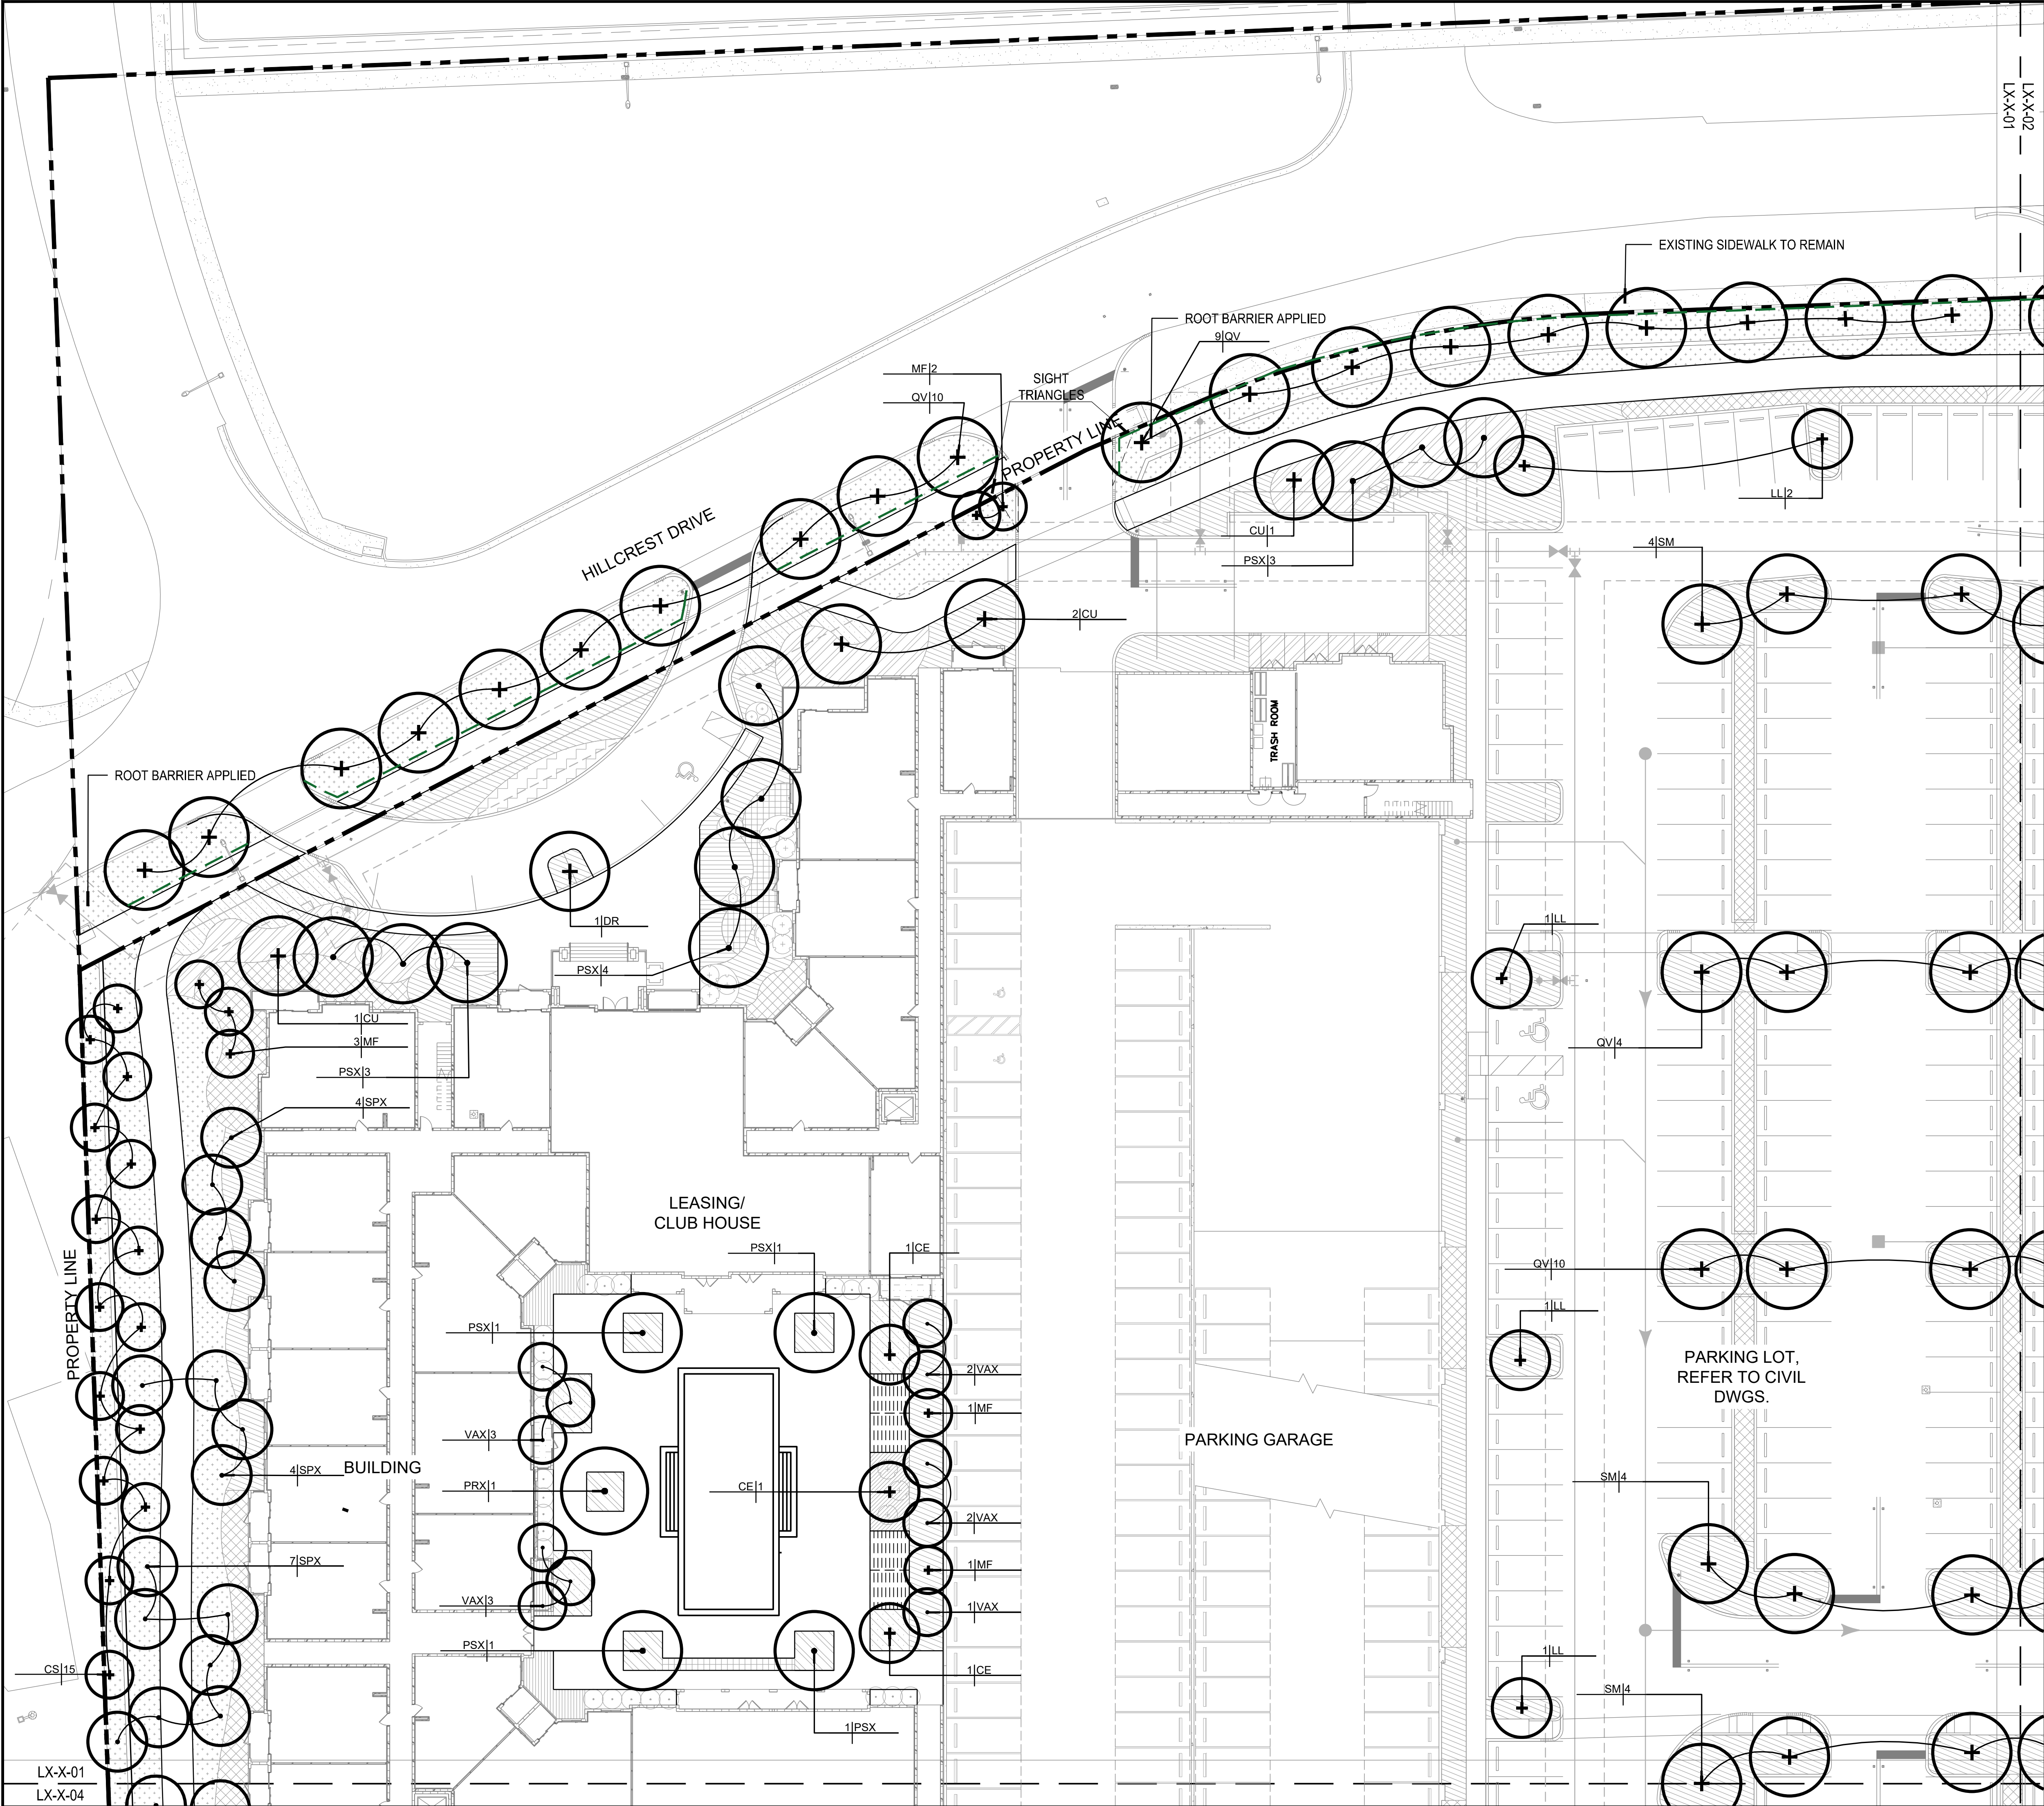 LX-X-02
LX-X-01
EXISTING SIDEWALK TO REMAIN
ROOT BARRIER APPLIED
9|QV
MF|2
SIGHT
TRIANGLES
QV|10
PROPERTY LINE
HILLCREST DRIVE
LL|2
CU|1
PSX|3
4|SM
2|CU
TRASH ROOM
ROOT BARRIER APPLIED
1|DR
1|LL
PSX|4
1|CU
3|MF
QV|4
PSX|3
4|SPX
LEASING/
CLUB HOUSE
PSX|1
1|CE
QV|10
PROPERTY LINE
1|LL
PSX|1
2|VAX
PARKING LOT,
REFER TO CIVIL
DWGS.
1|MF
VAX|3
PARKING GARAGE
4|SPX
BUILDING
PRX|1
CE|1
SM|4
2|VAX
7|SPX
1|MF
VAX|3
1|VAX
PSX|1
1|LL
CS|15
1|CE
SM|4
1|PSX
LX-X-01
LX-X-04